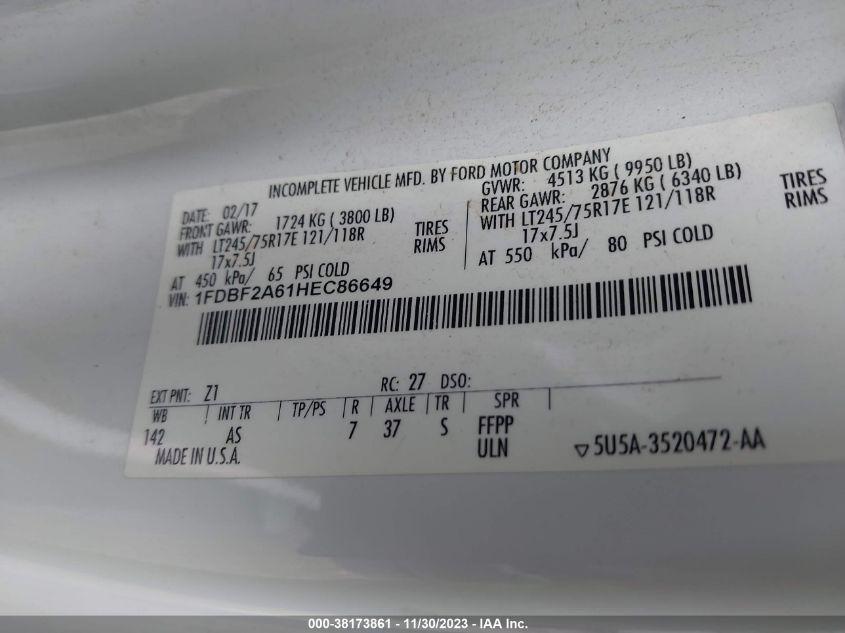 INCOMPLETE VEHICLE MFD. BY FORD MOTOR COMPANY
DATE: 02/17
FRONT GAWR: 1724 KG ( 3800 LB)
WITH LT245/75R17E 121/118R TIRES
17x7.5J RIMS
AT 450 kPa/ 65 PSI COLD
GVWR: 4513 KG ( 9950 LB)
REAR GAWR: 2876 KG ( 6340 LB)
WITH LT245/75R17E 121/118R TIRES
17x7.5J RIMS
AT 550 kPa/ 80 PSI COLD
VIN: 1FDBF2A61HEC86649
EXT PNT: Z1 RC: 27 DSO:
WB INT TR TP/PS R AXLE TR SPR
142 AS 7 37 S FFPP
ULN
MADE IN U.S.A.
▽5U5A-3520472-AA
000-38173861 - 11/30/2023 - IAA Inc.